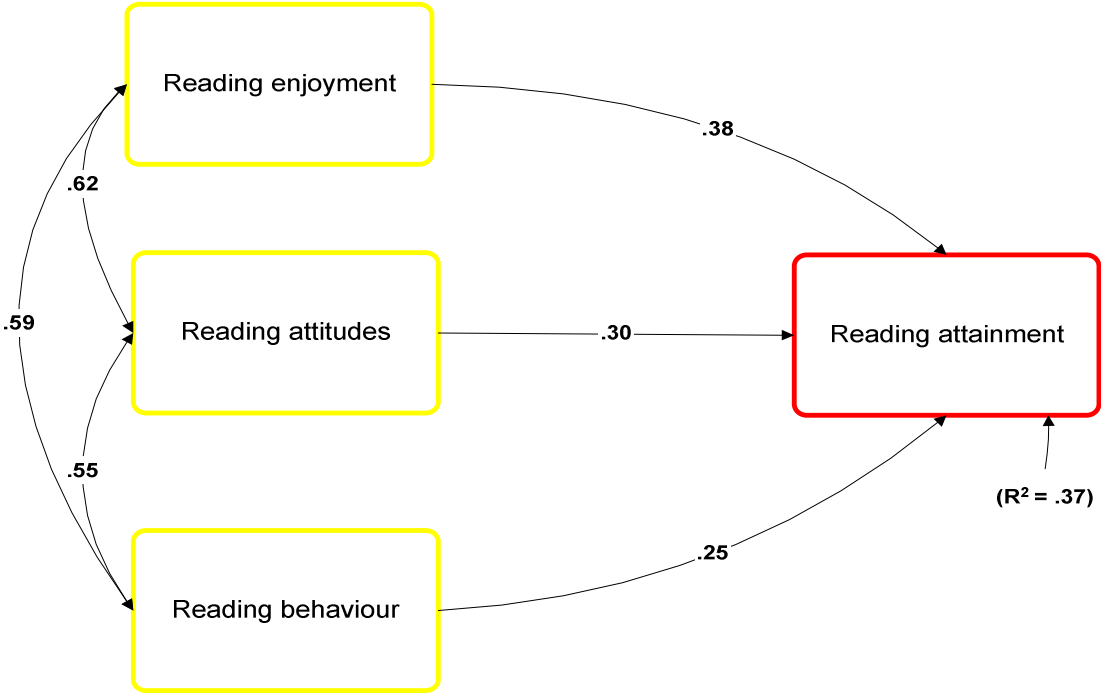 Reading enjoyment
.38
.62
.59
Reading attitudes
.30
Reading attainment
.55
(R² = .37)
.25
Reading behaviour